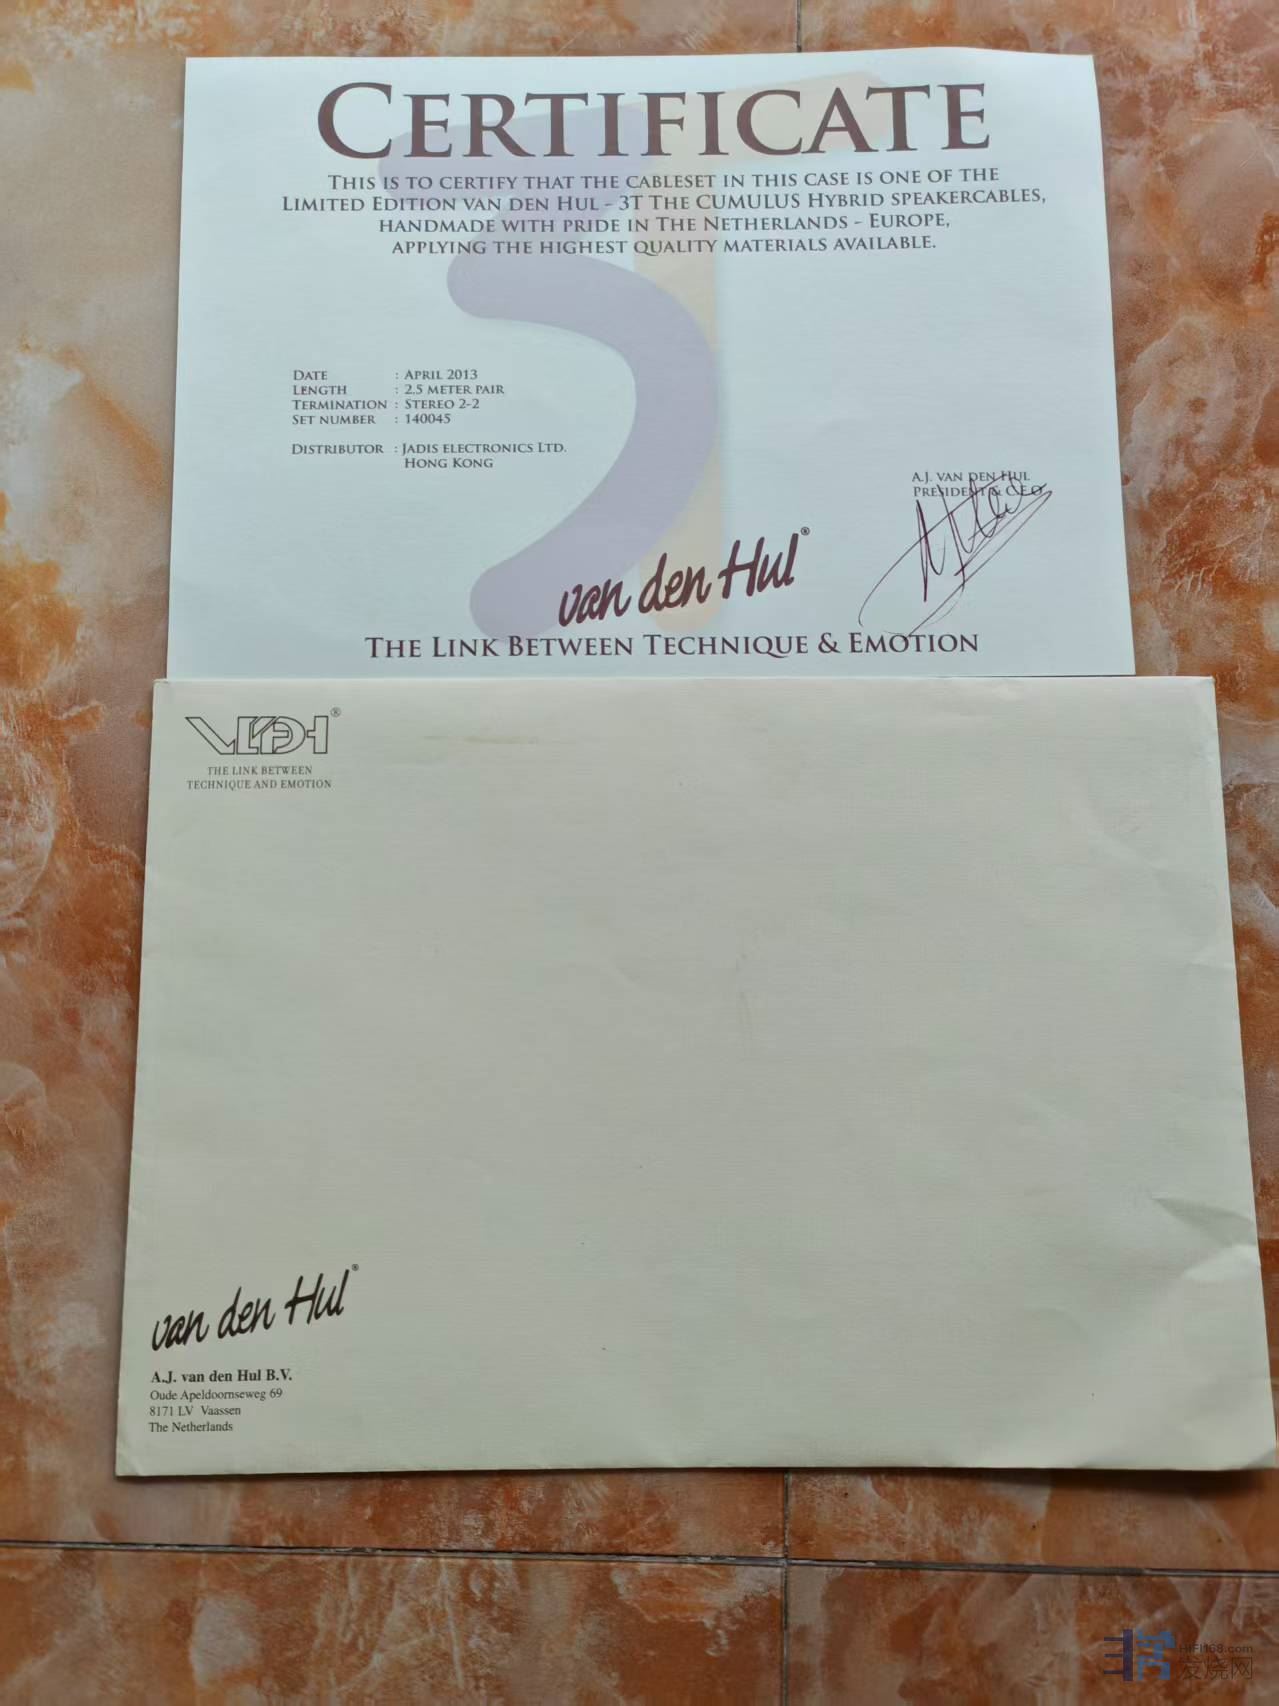 CERTIFICATE
THIS IS TO CERTIFY THAT THE CABLESET IN THIS CASE IS ONE OF THE
LIMITED EDITION VAN DEN HUL - 3T THE CUMULUS HYBRID SPEAKERCABLES,
HANDMADE WITH PRIDE IN THE NETHERLANDS - EUROPE,
APPLYING THE HIGHEST QUALITY MATERIALS AVAILABLE.
3T
DATE : APRIL 2013
LENGTH : 2.5 METER PAIR
TERMINATION : STEREO 2-2
SET NUMBER : 140045
DISTRIBUTOR : JADIS ELECTRONICS LTD.
HONG KONG
A.J. VAN DEN HUL
PRESIDENT & C.E.O
van den Hul®
THE LINK BETWEEN TECHNIQUE & EMOTION
VDH®
THE LINK BETWEEN
TECHNIQUE AND EMOTION
van den Hul®
A.J. van den Hul B.V.
Oude Apeldoornseweg 69
8171 LV Vaassen
The Netherlands
HIFI168.com
发烧网